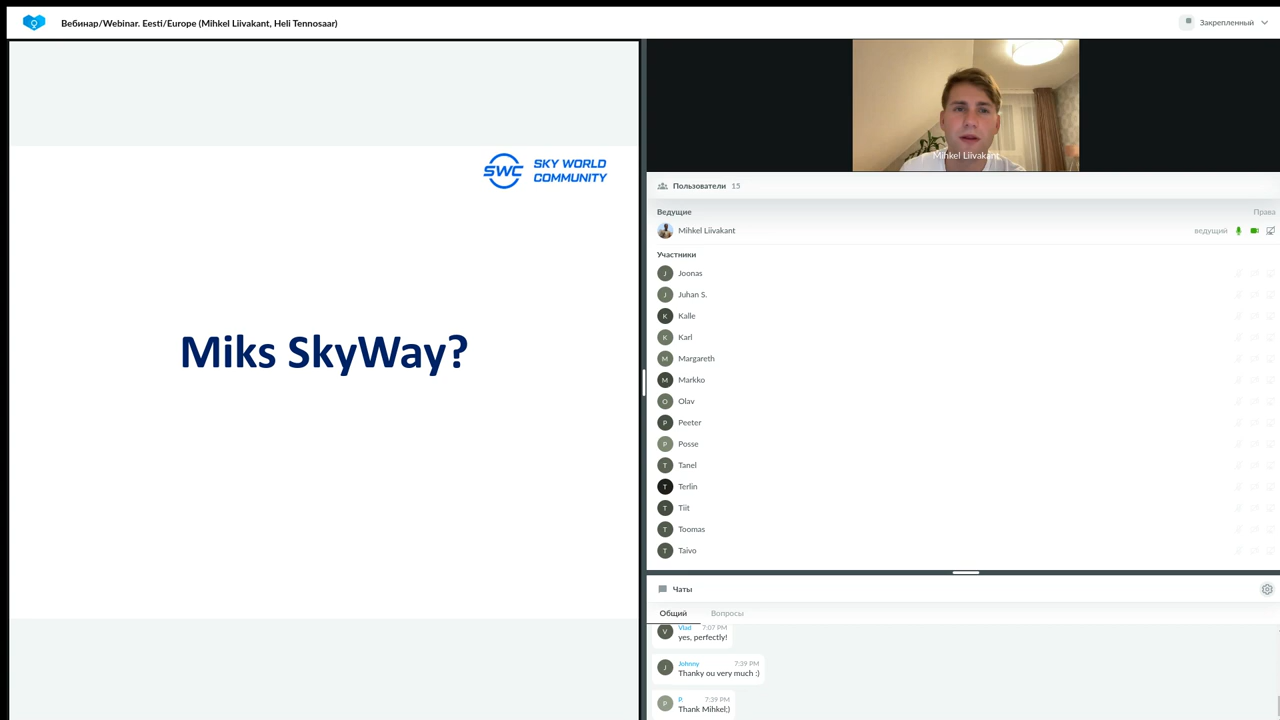 Вебинар/Webinar. Eesti/Europe (Mihkel Liivakant, Heli Tennosaar)
Закрепленный
SWC SKY WORLD
COMMUNITY
Miks SkyWay?
Mihkel Liivakant
Пользователи 15
Ведущие Права
Mihkel Liivakant ведущий
Участники
J Joonas
J Juhan S.
K Kalle
K Karl
M Margareth
M Markko
O Olav
P Peeter
P Posse
T Tanel
T Terlin
T Tiit
T Toomas
T Taivo
Чаты
Общий Вопросы
V Vlad 7:07 PM
yes, perfectly!
J Johnny 7:39 PM
Thanky ou very much :)
P P. 7:39 PM
Thank Mihkel;)